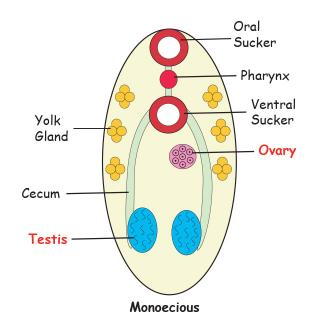 Oral
Sucker
Pharynx
Ventral
Sucker
Yolk
Gland
Ovary
Cecum
Testis
Monoecious